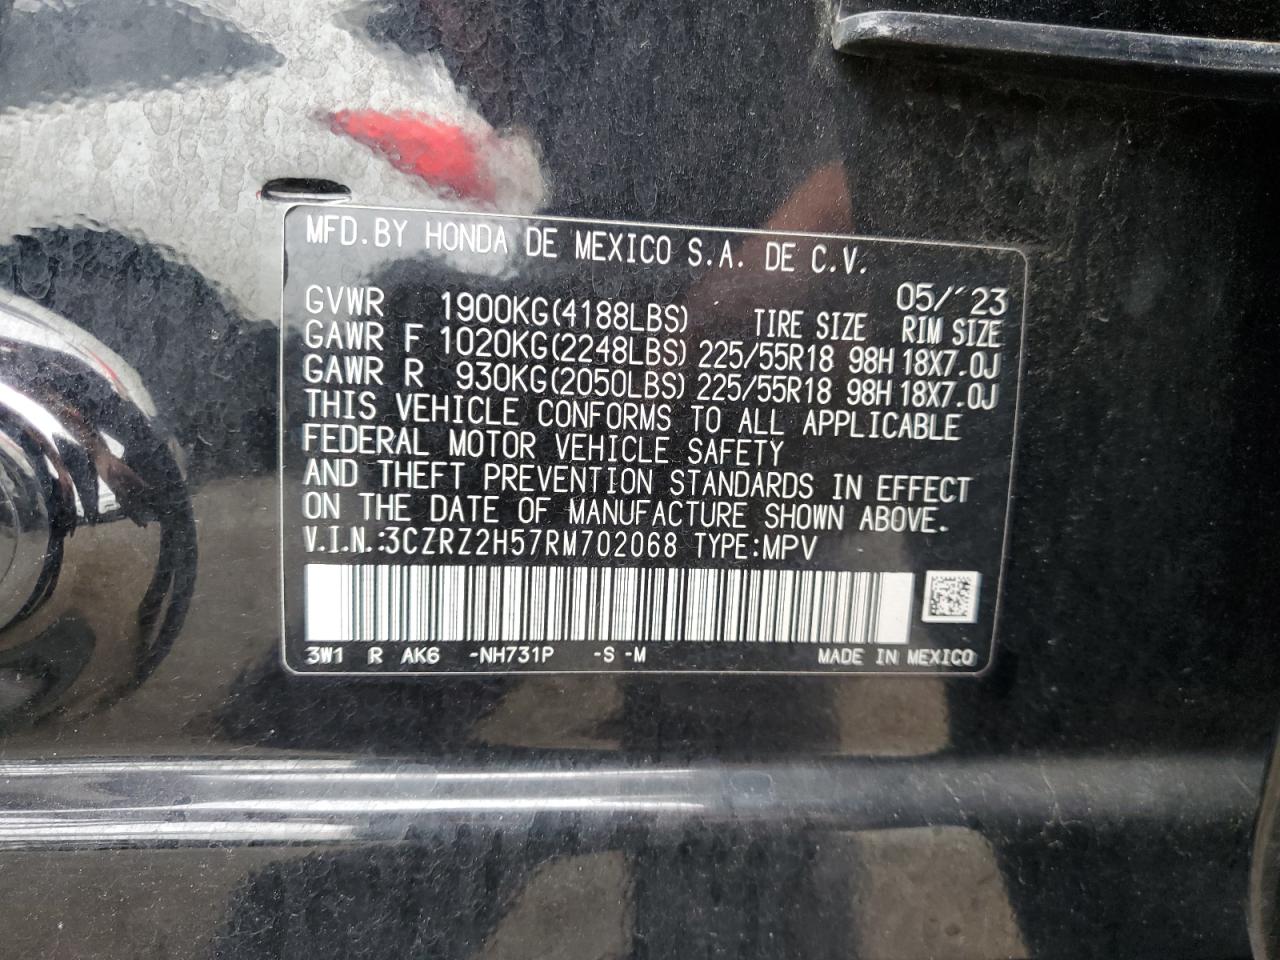 MFD.BY HONDA DE MEXICO S.A. DE C.V.
05/'23
GVWR 1900KG(4188LBS) TIRE SIZE RIM SIZE
GAWR F 1020KG(2248LBS) 225/55R18 98H 18X7.0J
GAWR R 930KG(2050LBS) 225/55R18 98H 18X7.0J
THIS VEHICLE CONFORMS TO ALL APPLICABLE
FEDERAL MOTOR VEHICLE SAFETY
AND THEFT PREVENTION STANDARDS IN EFFECT
ON THE DATE OF MANUFACTURE SHOWN ABOVE.
V.I.N.:3CZRZ2H57RM702068 TYPE:MPV
3W1 R AK6 -NH731P -S -M MADE IN MEXICO